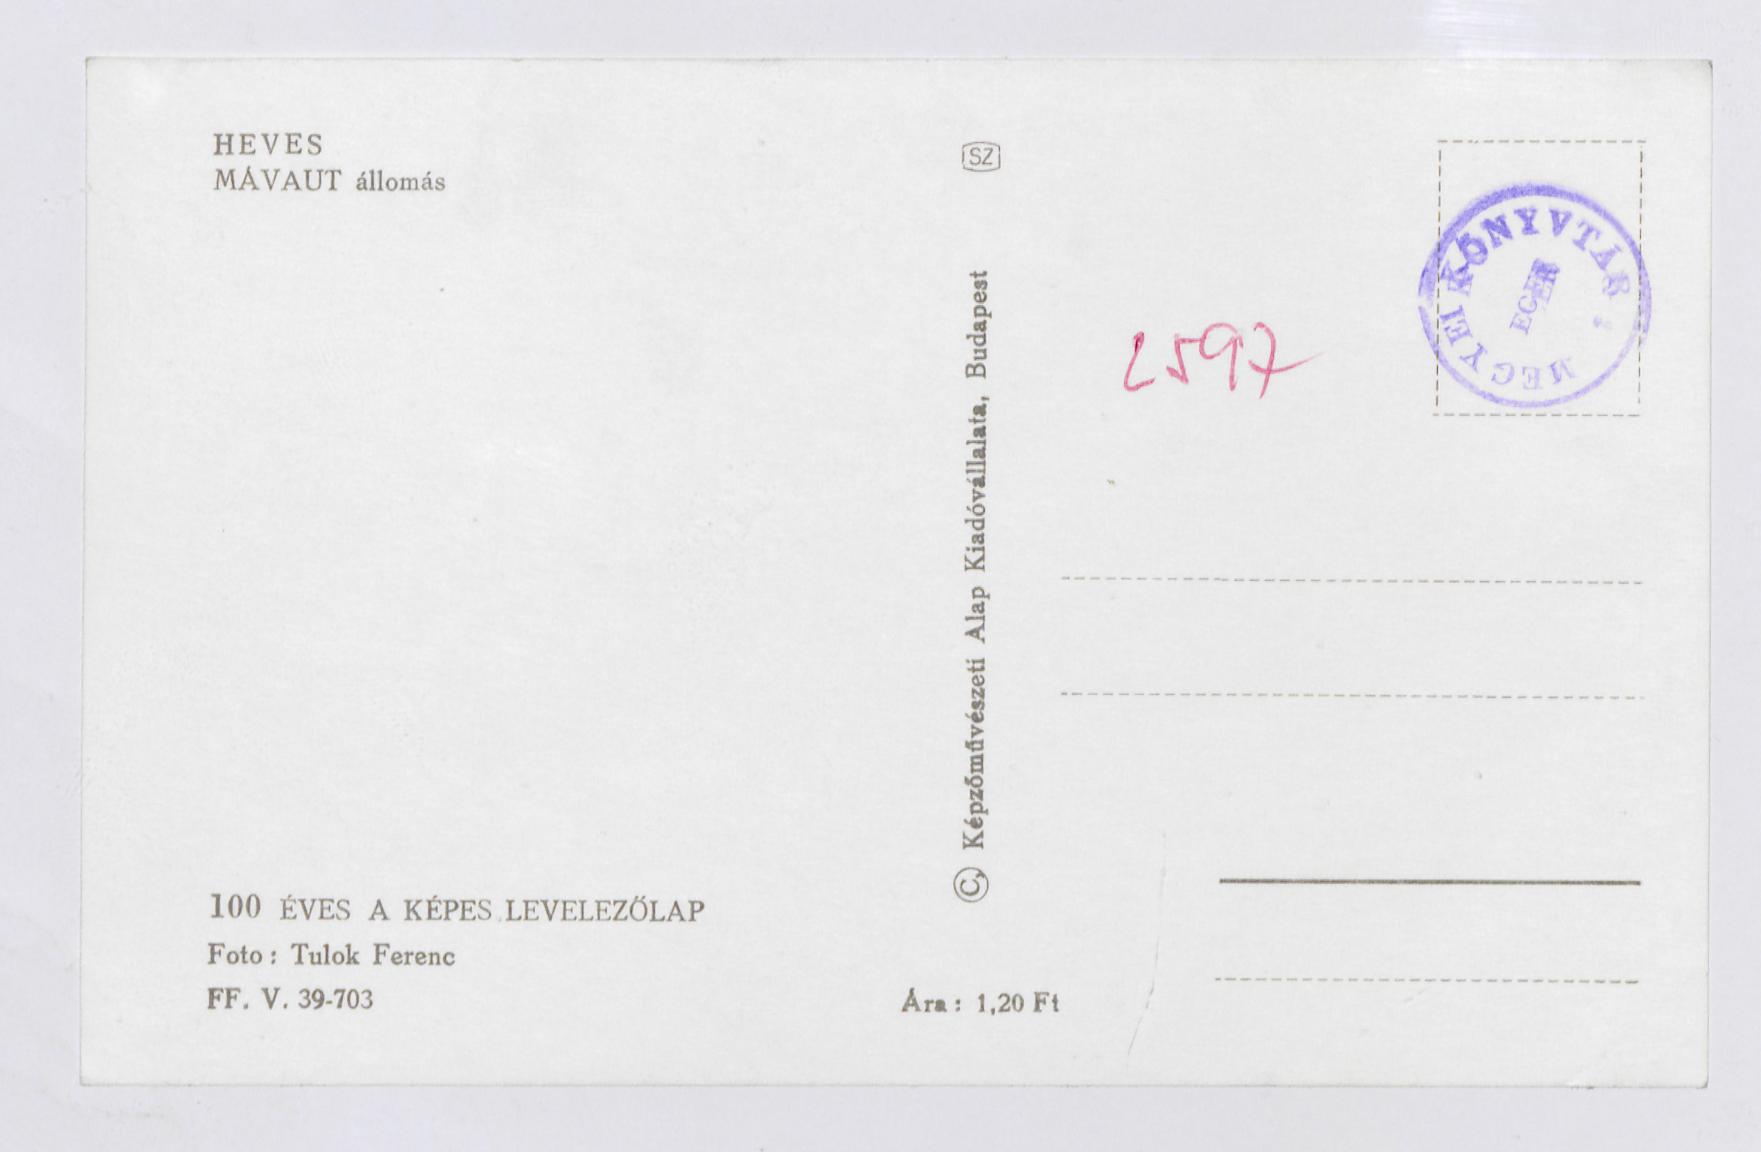 HEVES
MÁVAUT állomás
SZ
© Képzőművészeti Alap Kiadóvállalata, Budapest
2597
MEGYEI KÖNYVTÁR
EGER
100 ÉVES A KÉPES LEVELEZŐLAP
Foto: Tulok Ferenc
FF. V. 39-703
Ára: 1,20 Ft